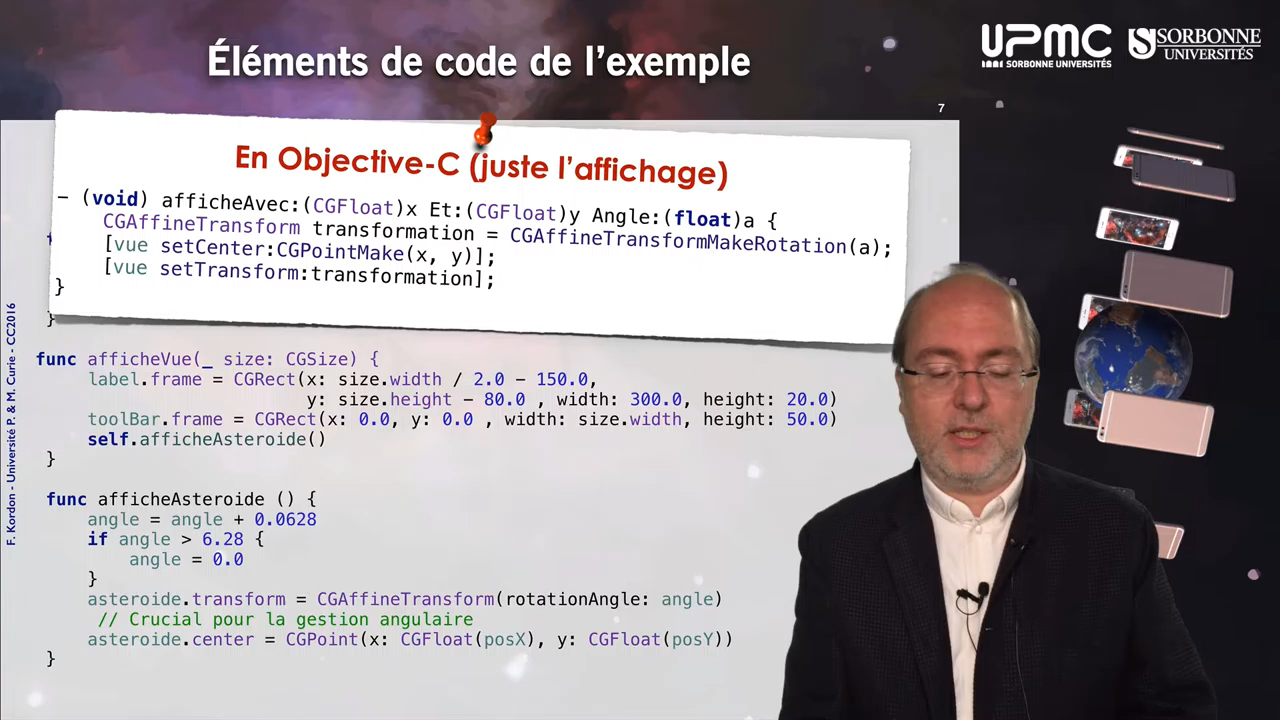 Éléments de code de l'exemple
UPMC
SORBONNE UNIVERSITÉS
SORBONNE
UNIVERSITÉS
7
En Objective-C (juste l'affichage)
– (void) afficheAvec:(CGFloat)x Et:(CGFloat)y Angle:(float)a {
CGAffineTransform transformation = CGAffineTransformMakeRotation(a);
[vue setCenter:CGPointMake(x, y)];
[vue setTransform:transformation];
}
}
func afficheVue(_ size: CGSize) {
label.frame = CGRect(x: size.width / 2.0 – 150.0,
y: size.height – 80.0 , width: 300.0, height: 20.0)
toolBar.frame = CGRect(x: 0.0, y: 0.0 , width: size.width, height: 50.0)
self.afficheAsteroide()
}
func afficheAsteroide () {
angle = angle + 0.0628
if angle > 6.28 {
angle = 0.0
}
asteroide.transform = CGAffineTransform(rotationAngle: angle)
// Crucial pour la gestion angulaire
asteroide.center = CGPoint(x: CGFloat(posX), y: CGFloat(posY))
}
F. Kordon - Université P. & M. Curie - CC2016